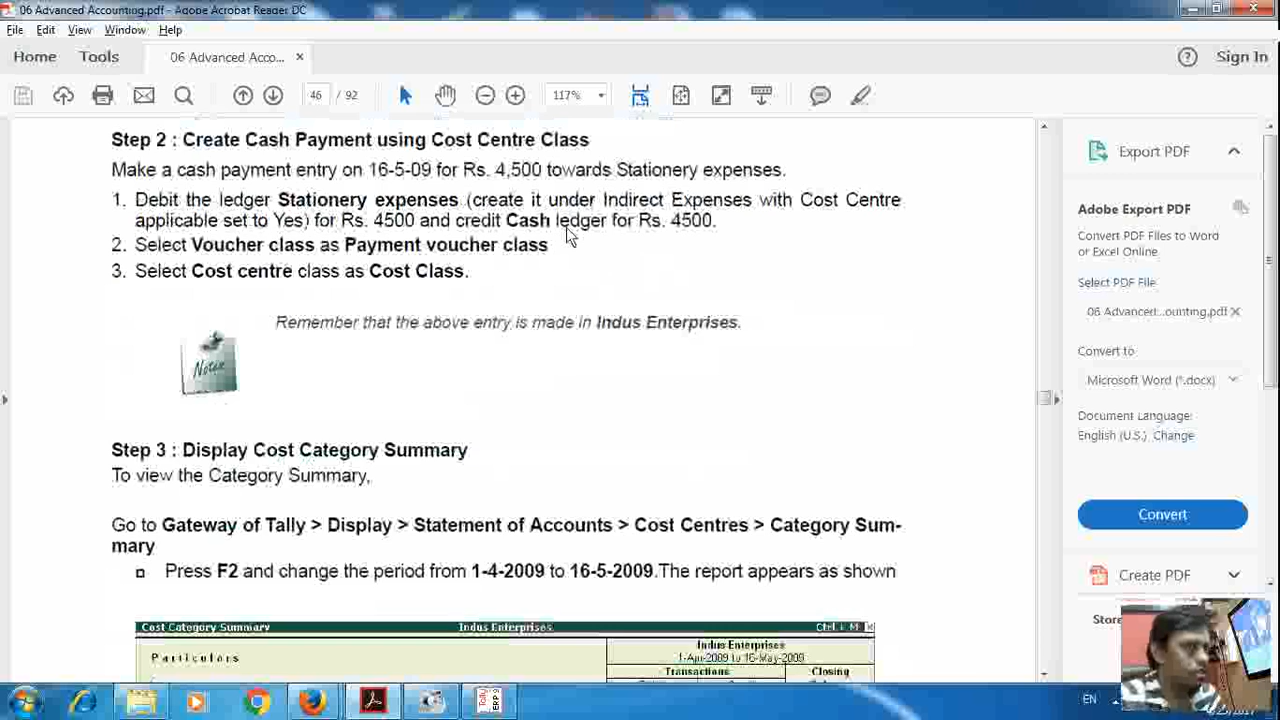 06 Advanced Accounting.pdf - Adobe Acrobat Reader DC
File Edit View Window Help
Home Tools 06 Advanced Acco... ×
Sign In
46 / 92 117%
Step 2 : Create Cash Payment using Cost Centre Class
Make a cash payment entry on 16-5-09 for Rs. 4,500 towards Stationery expenses.
1. Debit the ledger Stationery expenses (create it under Indirect Expenses with Cost Centre
applicable set to Yes) for Rs. 4500 and credit Cash ledger for Rs. 4500.
2. Select Voucher class as Payment voucher class
3. Select Cost centre class as Cost Class.
Remember that the above entry is made in Indus Enterprises.
Notes
Step 3 : Display Cost Category Summary
To view the Category Summary,
Go to Gateway of Tally > Display > Statement of Accounts > Cost Centres > Category Sum-
mary
Press F2 and change the period from 1-4-2009 to 16-5-2009.The report appears as shown
Cost Category Summary Indus Enterprises Ctrl + M
Particulars
Indus Enterprises
1-Apr-2009 to 16-May-2009
Transactions Closing
Export PDF
Adobe Export PDF
Convert PDF Files to Word
or Excel Online
Select PDF File
06 Advanced...ounting.pdf ×
Convert to
Microsoft Word (*.docx)
Document Language:
English (U.S.) Change
Convert
Create PDF
Store
EN